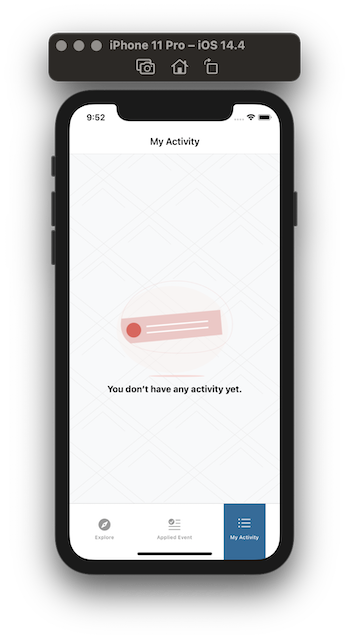 iPhone 11 Pro – iOS 14.4
9:52
My Activity
You don't have any activity yet.
Explore
Applied Event
My Activity